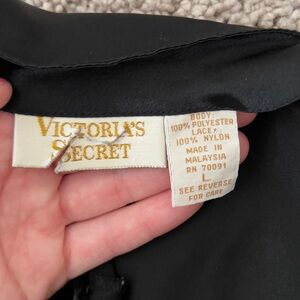 VICTORIA'S
SECRET
BODY:
100% POLYESTER
LACE:
100% NYLON
MADE IN
MALAYSIA
RN 70091
L
SEE REVERSE
FOR CARE